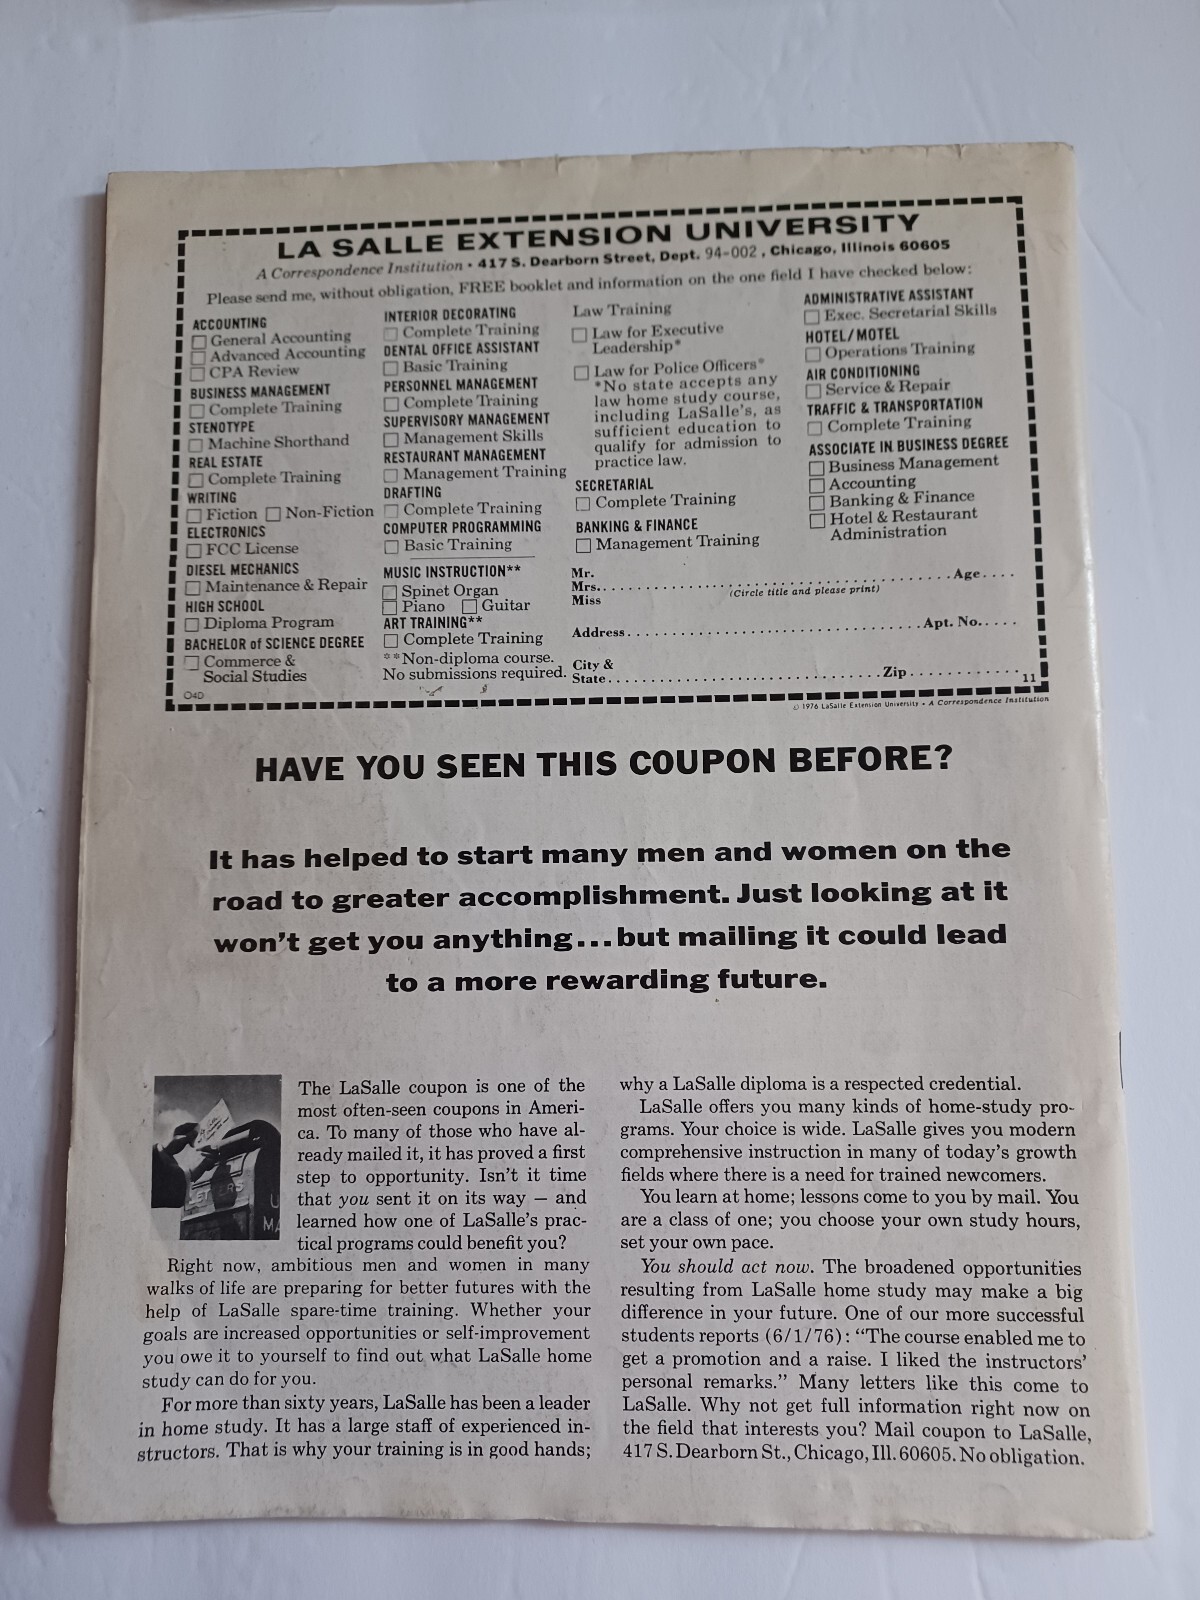 LA SALLE EXTENSION UNIVERSITY
A Correspondence Institution • 417 S. Dearborn Street, Dept. 94-002, Chicago, Illinois 60605
Please send me, without obligation, FREE booklet and information on the one field I have checked below:
ACCOUNTING
General Accounting
Advanced Accounting
CPA Review
BUSINESS MANAGEMENT
Complete Training
STENOTYPE
Machine Shorthand
REAL ESTATE
Complete Training
WRITING
Fiction Non-Fiction
ELECTRONICS
FCC License
DIESEL MECHANICS
Maintenance & Repair
HIGH SCHOOL
Diploma Program
BACHELOR of SCIENCE DEGREE
Commerce &
Social Studies
O4D
INTERIOR DECORATING
Complete Training
DENTAL OFFICE ASSISTANT
Basic Training
PERSONNEL MANAGEMENT
Complete Training
SUPERVISORY MANAGEMENT
Management Skills
RESTAURANT MANAGEMENT
Management Training
DRAFTING
Complete Training
COMPUTER PROGRAMMING
Basic Training
MUSIC INSTRUCTION**
Spinet Organ
Piano Guitar
ART TRAINING**
Complete Training
**Non-diploma course.
No submissions required.
Law Training
Law for Executive
Leadership*
Law for Police Officers*
*No state accepts any
law home study course,
including LaSalle's, as
sufficient education to
qualify for admission to
practice law.
SECRETARIAL
Complete Training
BANKING & FINANCE
Management Training
ADMINISTRATIVE ASSISTANT
Exec. Secretarial Skills
HOTEL/MOTEL
Operations Training
AIR CONDITIONING
Service & Repair
TRAFFIC & TRANSPORTATION
Complete Training
ASSOCIATE IN BUSINESS DEGREE
Business Management
Accounting
Banking & Finance
Hotel & Restaurant
Administration
Mr.
Mrs. Age
Miss (Circle title and please print)
Address Apt. No.
City &
State Zip
11
© 1976 LaSalle Extension University • A Correspondence Institution
HAVE YOU SEEN THIS COUPON BEFORE?
It has helped to start many men and women on the
road to greater accomplishment. Just looking at it
won't get you anything...but mailing it could lead
to a more rewarding future.
LETTERS
U
MA
The LaSalle coupon is one of the
most often-seen coupons in Ameri-
ca. To many of those who have al-
ready mailed it, it has proved a first
step to opportunity. Isn't it time
that you sent it on its way — and
learned how one of LaSalle's prac-
tical programs could benefit you?
Right now, ambitious men and women in many
walks of life are preparing for better futures with the
help of LaSalle spare-time training. Whether your
goals are increased opportunities or self-improvement
you owe it to yourself to find out what LaSalle home
study can do for you.
For more than sixty years, LaSalle has been a leader
in home study. It has a large staff of experienced in-
structors. That is why your training is in good hands;
why a LaSalle diploma is a respected credential.
LaSalle offers you many kinds of home-study pro-
grams. Your choice is wide. LaSalle gives you modern
comprehensive instruction in many of today's growth
fields where there is a need for trained newcomers.
You learn at home; lessons come to you by mail. You
are a class of one; you choose your own study hours,
set your own pace.
You should act now. The broadened opportunities
resulting from LaSalle home study may make a big
difference in your future. One of our more successful
students reports (6/1/76): "The course enabled me to
get a promotion and a raise. I liked the instructors'
personal remarks." Many letters like this come to
LaSalle. Why not get full information right now on
the field that interests you? Mail coupon to LaSalle,
417 S. Dearborn St., Chicago, Ill. 60605. No obligation.